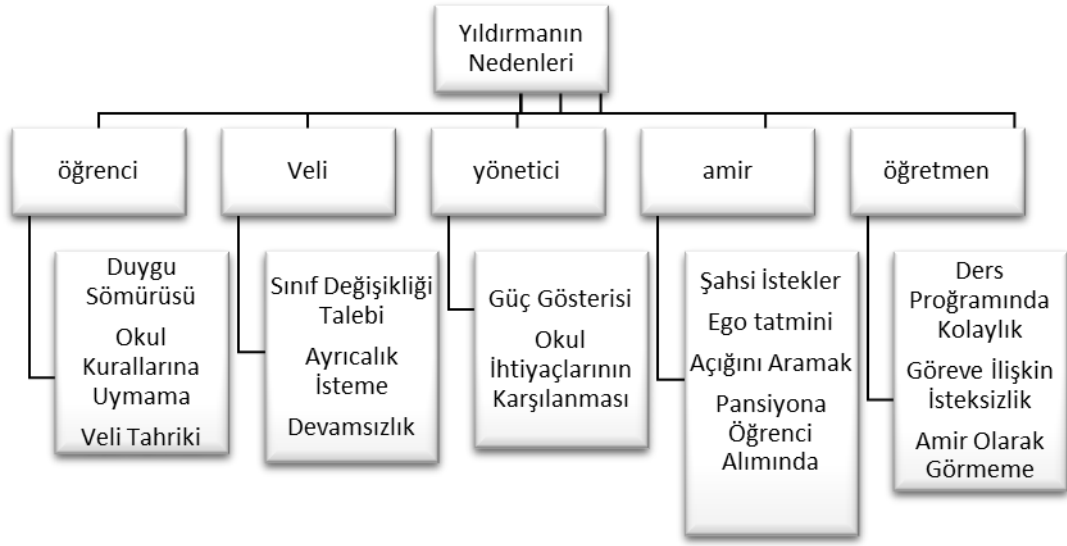 Yıldırmanın
Nedenleri
öğrenci
Veli
yönetici
amir
öğretmen
Duygu
Sömürüsü
Okul
Kurallarına
Uymama
Veli Tahriki
Sınıf Değişikliği
Talebi
Ayrıcalık
İsteme
Devamsızlık
Güç Gösterisi
Okul
İhtiyaçlarının
Karşılanması
Şahsi İstekler
Ego tatmini
Açığını Aramak
Pansiyona
Öğrenci
Alımında
Ders
Proğramında
Kolaylık
Göreve İlişkin
İsteksizlik
Amir Olarak
Görmeme